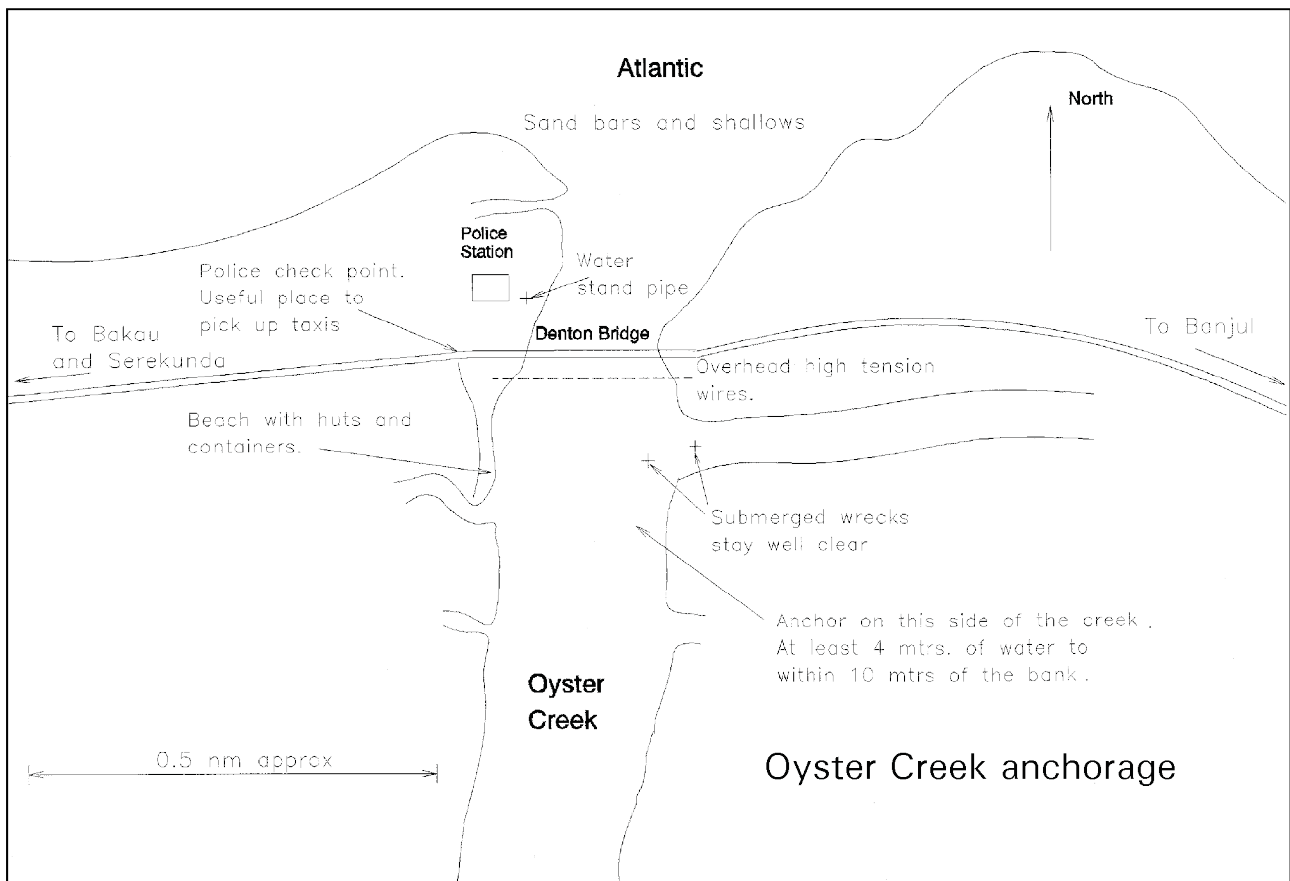 Atlantic
Sand bars and shallows
North
Police
Station
Water
stand pipe
Police check point.
Useful place to
pick up taxis
To Bakau
and Serekunda
Denton Bridge
To Banjul
Overhead high tension
wires.
Beach with huts and
containers.
Submerged wrecks
stay well clear
Anchor on this side of the creek.
At least 4 mtrs. of water to
within 10 mtrs of the bank.
Oyster
Creek
0.5 nm approx
Oyster Creek anchorage